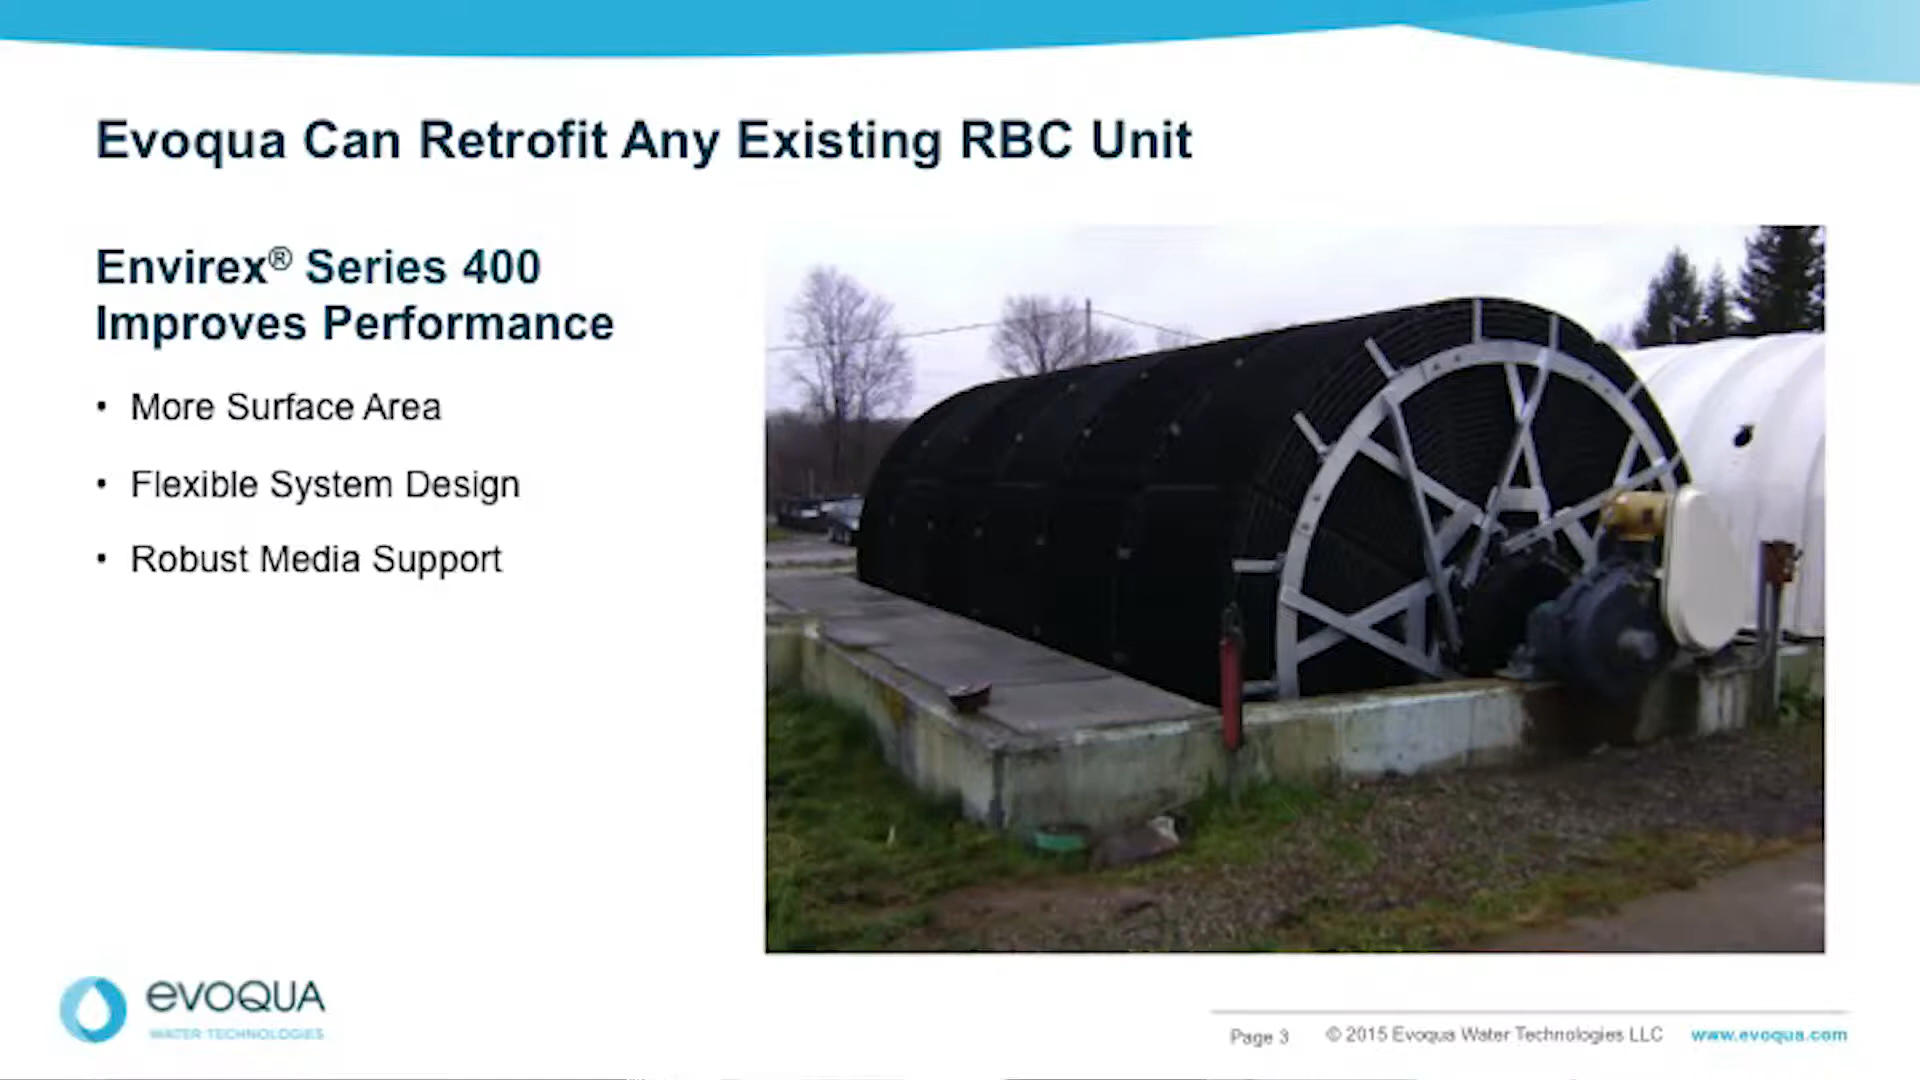 Evoqua Can Retrofit Any Existing RBC Unit
Envirex® Series 400
Improves Performance
• More Surface Area
• Flexible System Design
• Robust Media Support
evoQUA
WATER TECHNOLOGIES
Page 3 © 2015 Evoqua Water Technologies LLC www.evoqua.com